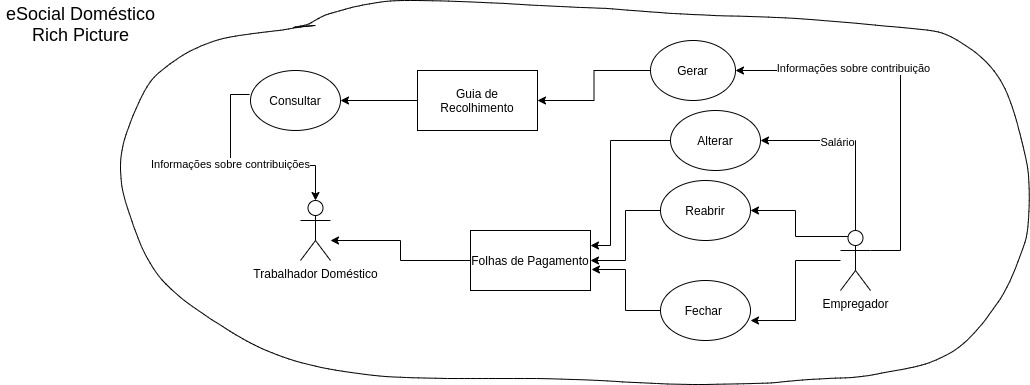 eSocial Doméstico
Rich Picture
Gerar
Informações sobre contribuição
Consultar
Guia de
Recolhimento
Alterar
Salário
Informações sobre contribuições
Reabrir
Folhas de Pagamento
Trabalhador Doméstico
Fechar
Empregador